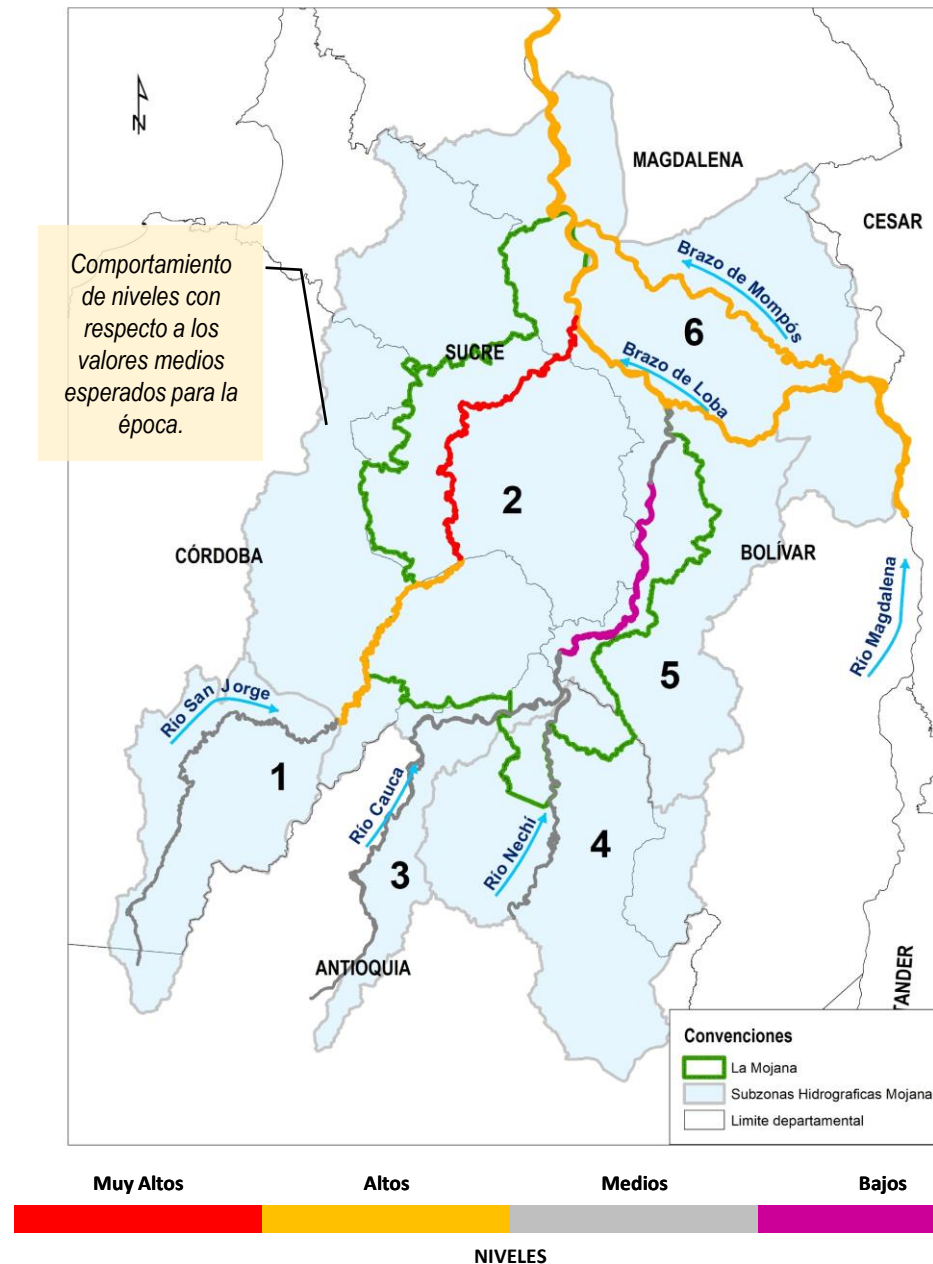 N
MAGDALENA
CESAR
Comportamiento
de niveles con
respecto a los
valores medios
esperados para la
época.
Brazo de Mompós
6
SUCRE
Brazo de Loba
2
CÓRDOBA
BOLÍVAR
Río Magdalena
5
Río San Jorge
1
Río Cauca
3
Río Nechí
4
ANTIOQUIA
TANDER
Convenciones
La Mojana
Subzonas Hidrograficas Mojana
Limite departamental
Muy Altos
Altos
Medios
Bajos
NIVELES